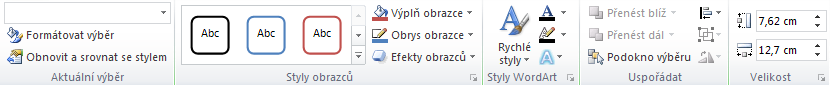 Formátovat výběr
Obnovit a srovnat se stylem
Aktuální výběr
Abc Abc Abc
Výplň obrazce
Obrys obrazce
Efekty obrazců
Styly obrazců
Rychlé
styly
Styly WordArt
Přenést blíž
Přenést dál
Podokno výběru
Uspořádat
7,62 cm
12,7 cm
Velikost